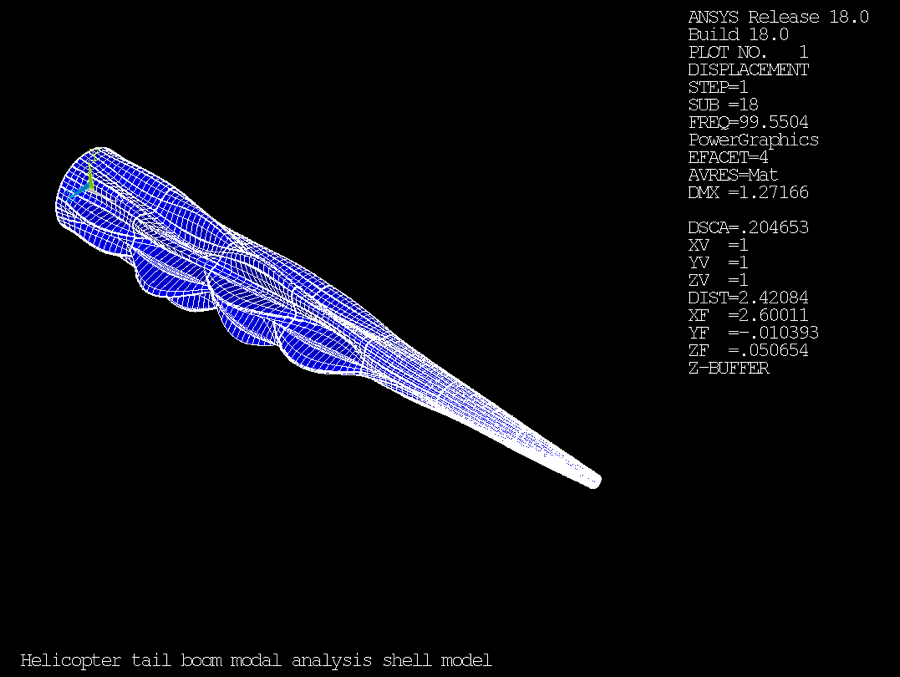 ANSYS Release 18.0
Build 18.0
PLOT NO.   1
DISPLACEMENT
STEP=1
SUB =18
FREQ=99.5504
PowerGraphics
EFACET=4
AVRES=Mat
DMX =1.27166
DSCA=.204653
XV  =1
YV  =1
ZV  =1
DIST=2.42084
XF  =2.60011
YF  =-.010393
ZF  =.050654
Z-BUFFER
Helicopter tail boom modal analysis shell model